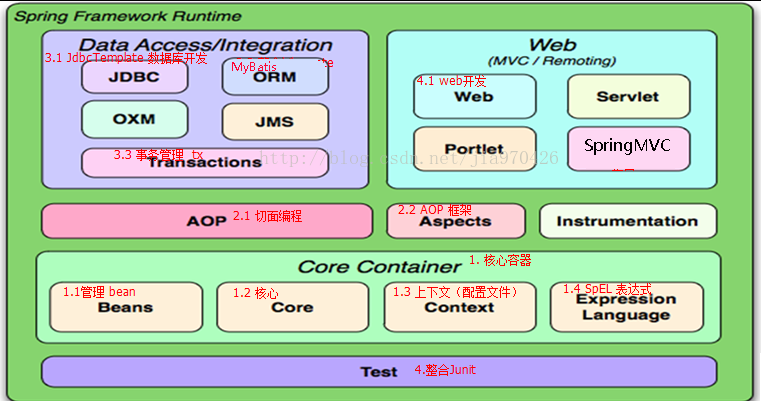 Spring Framework Runtime
Data Access/Integration
3.1 JdbcTemplate 数据库开发
JDBC
MyBatis
ORM
OXM
JMS
3.3 事务管理 tx
Transactions
Web
(MVC / Remoting)
4.1 web开发
Web
Servlet
Portlet
SpringMVC
http://blog.csdn.net/jia970426
AOP 2.1 切面编程
2.2 AOP 框架
Aspects
Instrumentation
Core Container 1. 核心容器
1.1管理 bean
Beans
1.2 核心
Core
1.3 上下文（配置文件）
Context
1.4 SpEL 表达式
Expression
Language
Test 4.整合Junit